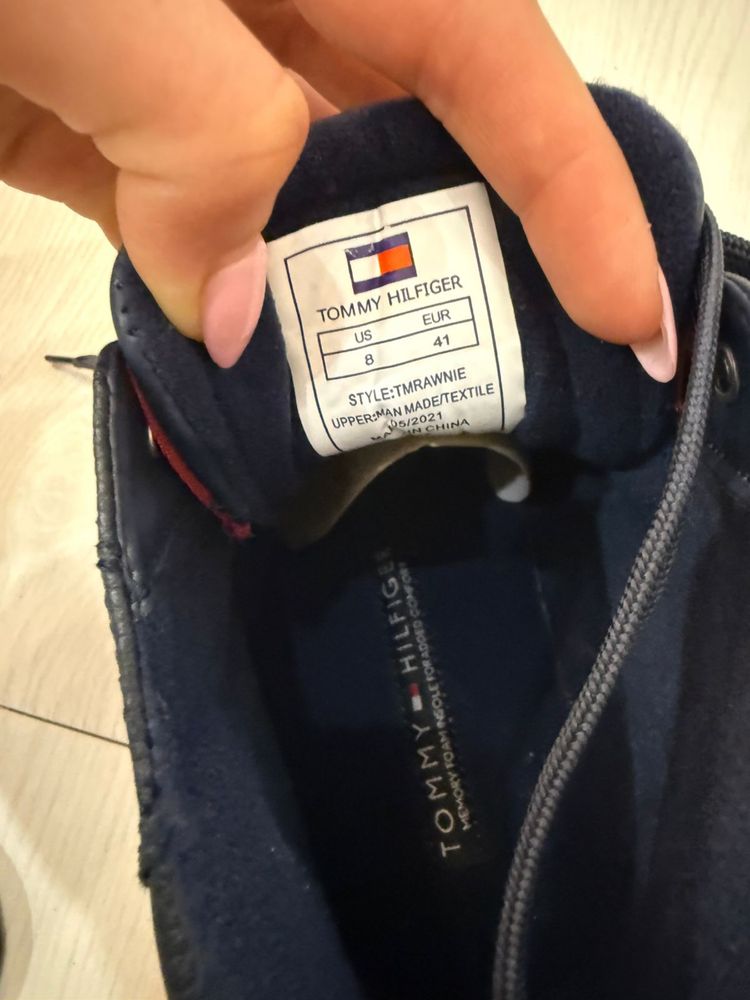 TOMMY HILFIGER
US EUR
8 41
STYLE:TMRAWNIE
UPPER:MAN MADE/TEXTILE
05/2021
IN CHINA
TOMMY HILFIGER
MEMORY FOAM INSOLE FOR ADDED COMFORT